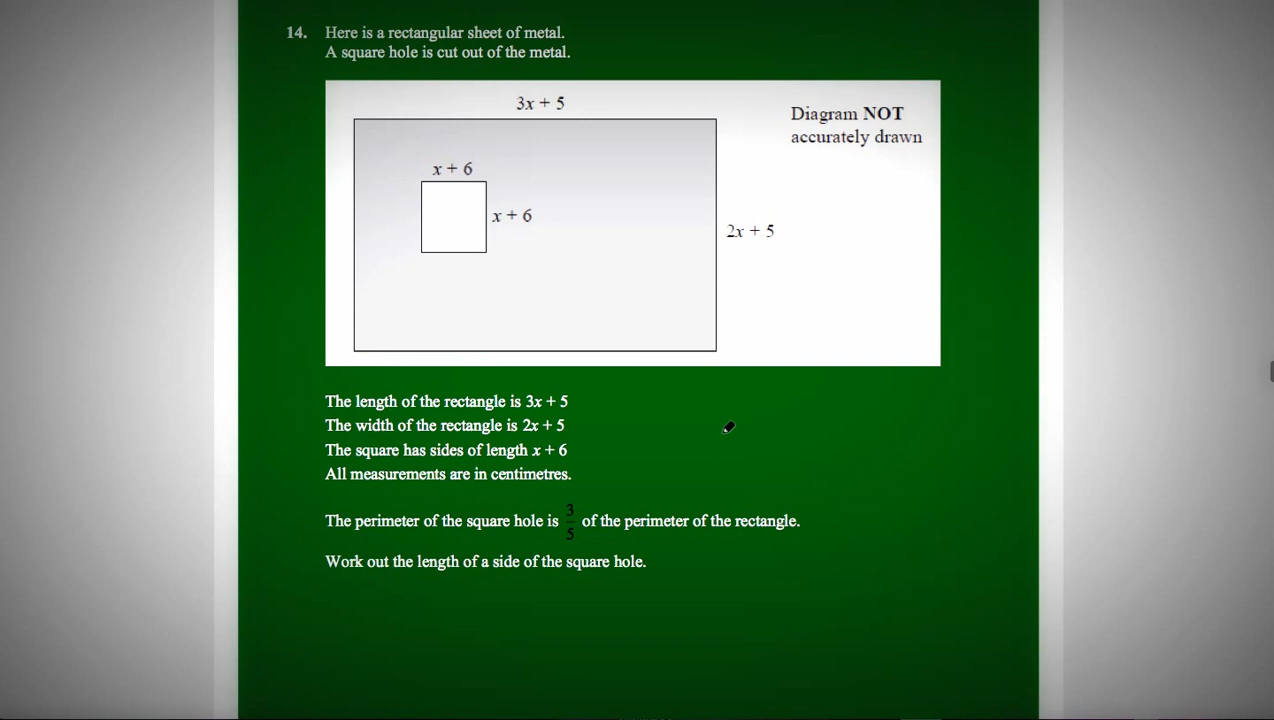 14. Here is a rectangular sheet of metal.
A square hole is cut out of the metal.
3x + 5
Diagram NOT
accurately drawn
x + 6
x + 6
2x + 5
The length of the rectangle is 3x + 5
The width of the rectangle is 2x + 5
The square has sides of length x + 6
All measurements are in centimetres.
The perimeter of the square hole is 3/5 of the perimeter of the rectangle.
Work out the length of a side of the square hole.